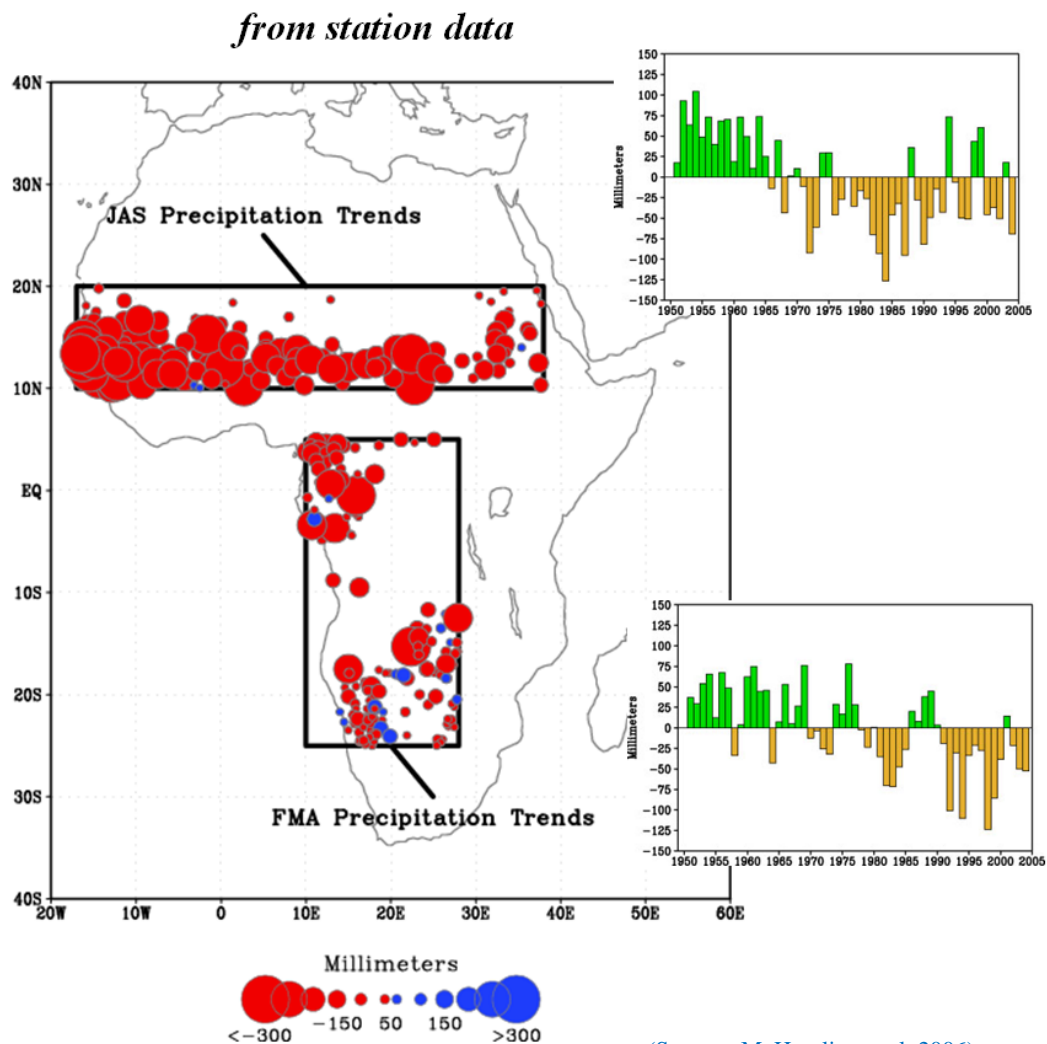 from station data
40N
30N
20N
10N
EQ
10S
20S
30S
40S
20W 10W 0 10E 20E 30E 40E 50E 60E
JAS Precipitation Trends
FMA Precipitation Trends
150
125
100
75
50
25
0
-25
-50
-75
-100
-125
-150
Millimeters
1950 1955 1960 1965 1970 1975 1980 1985 1990 1995 2000 2005
150
125
100
75
50
25
0
-25
-50
-75
-100
-125
-150
Millimeters
1950 1955 1960 1965 1970 1975 1980 1985 1990 1995 2000 2005
Millimeters
<-300 -150 50 150 >300